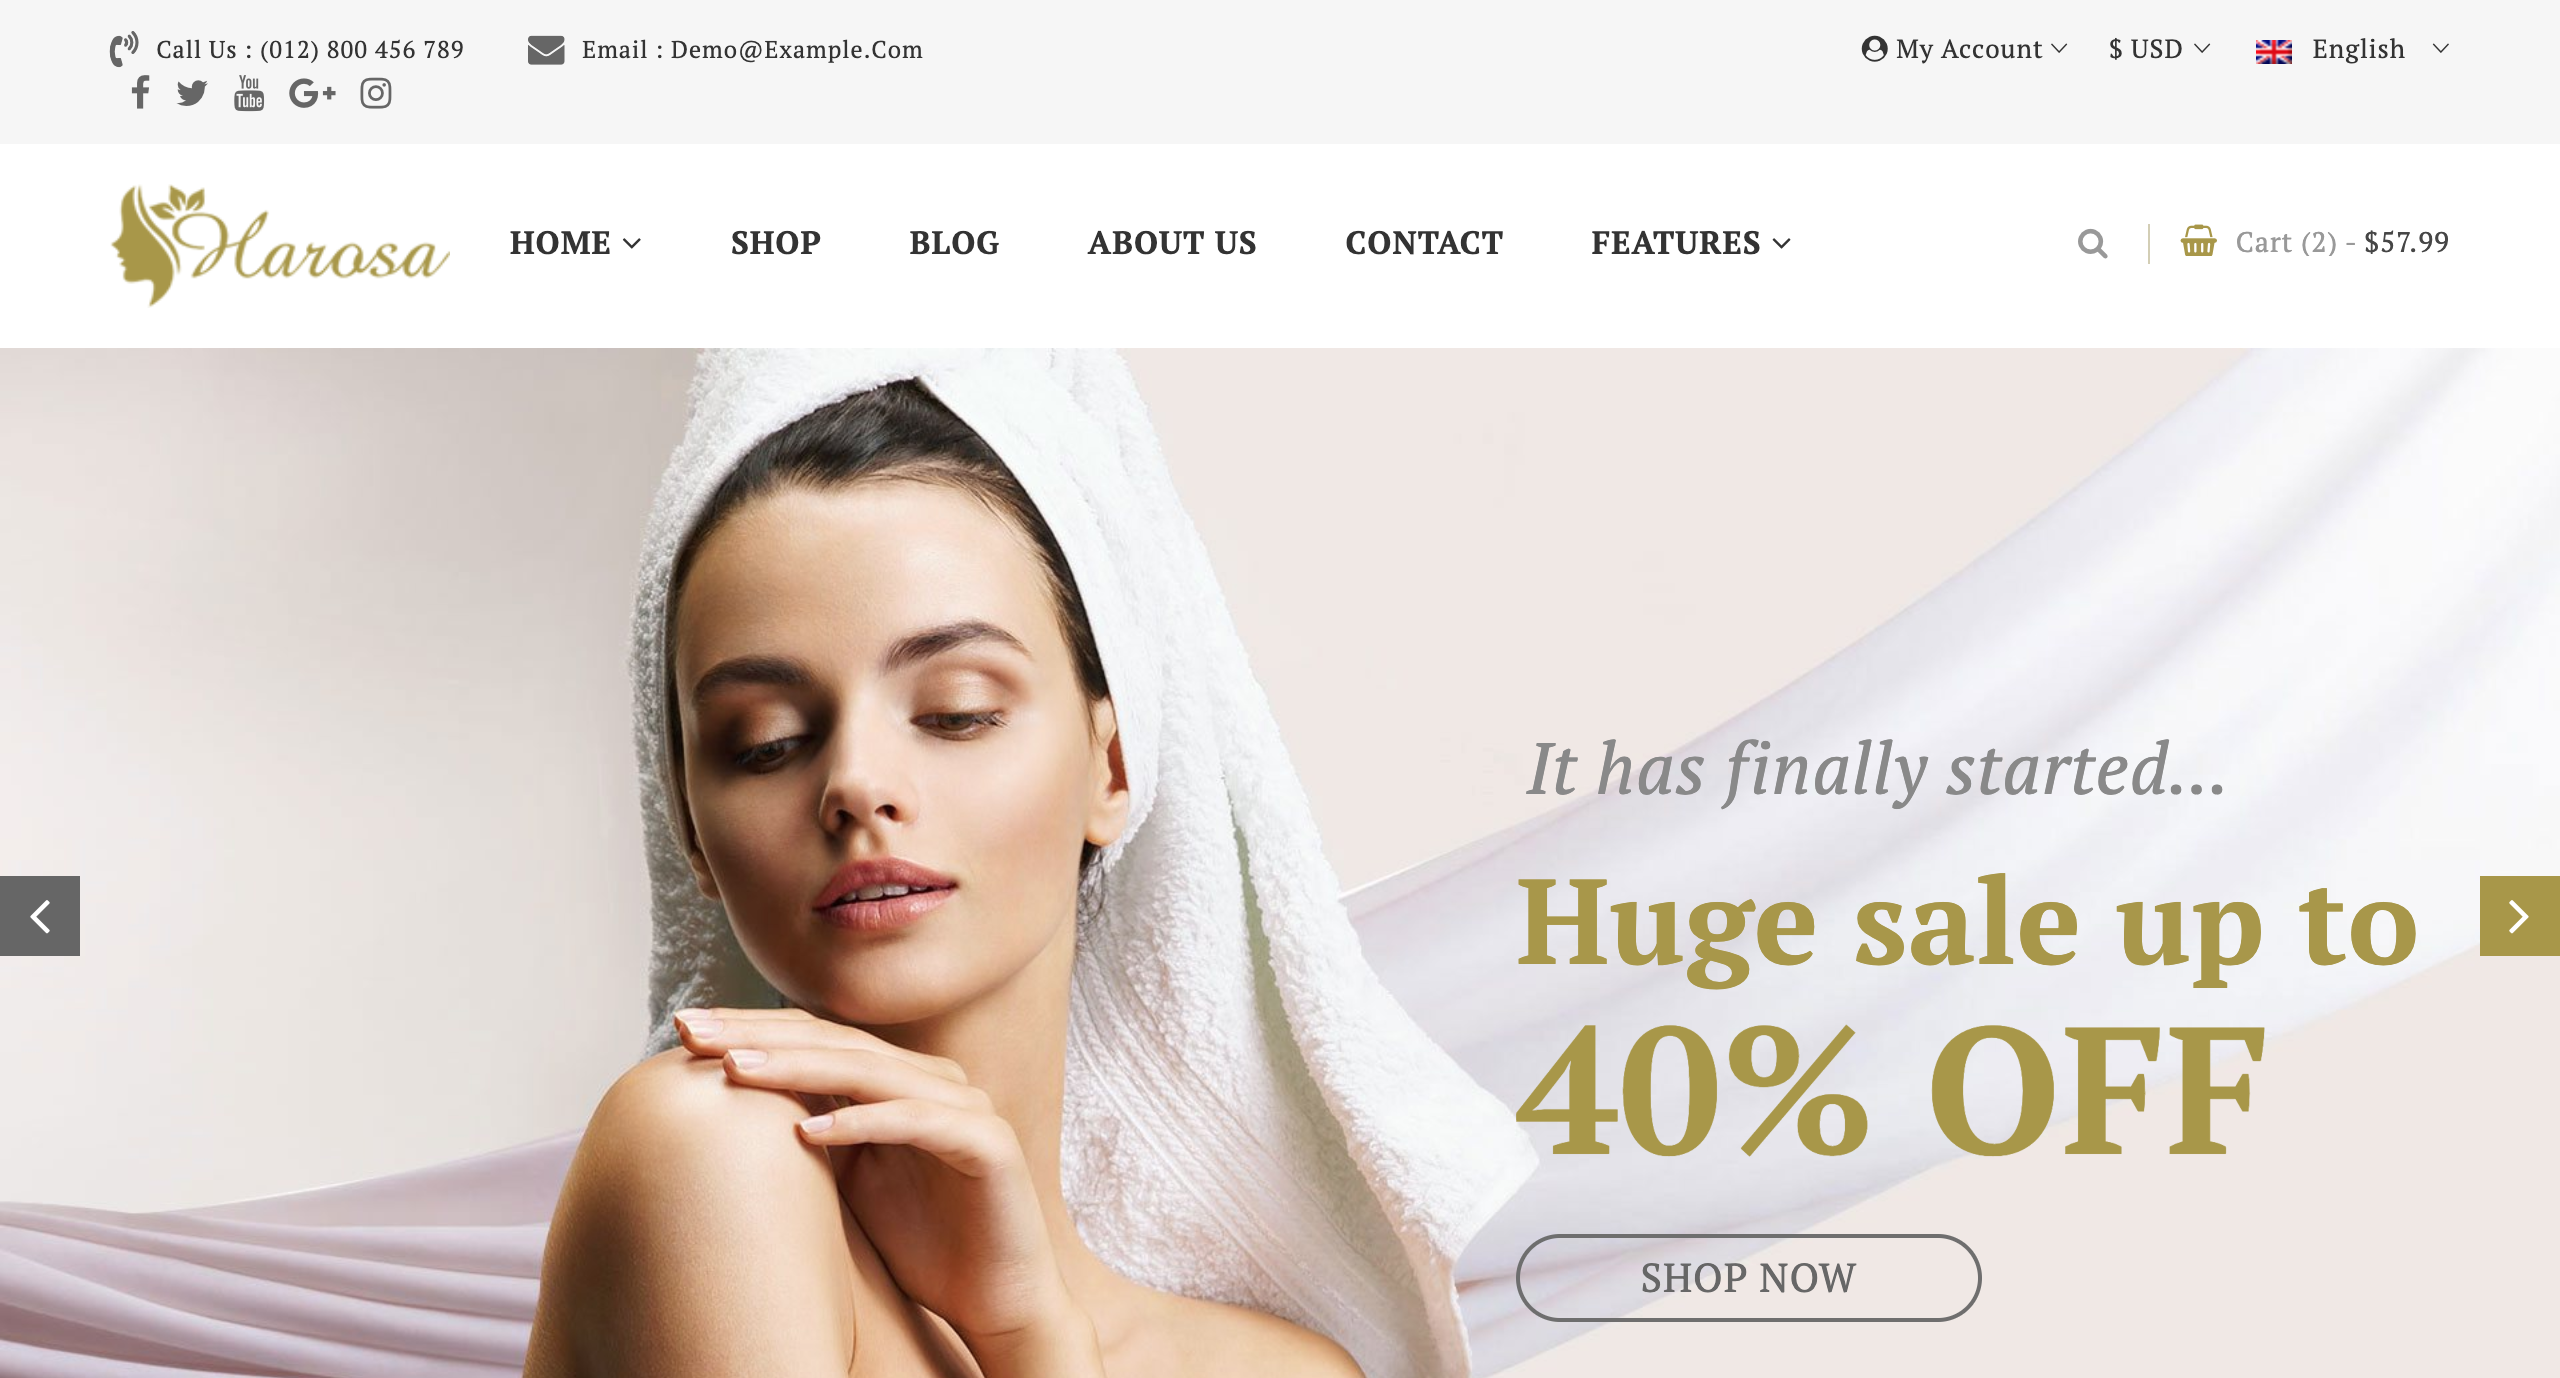 Call Us : (012) 800 456 789 Email : Demo@Example.Com My Account $ USD English
You Tube G+
Harosa HOME SHOP BLOG ABOUT US CONTACT FEATURES Cart (2) - $57.99
It has finally started...
Huge sale up to
40% OFF
SHOP NOW